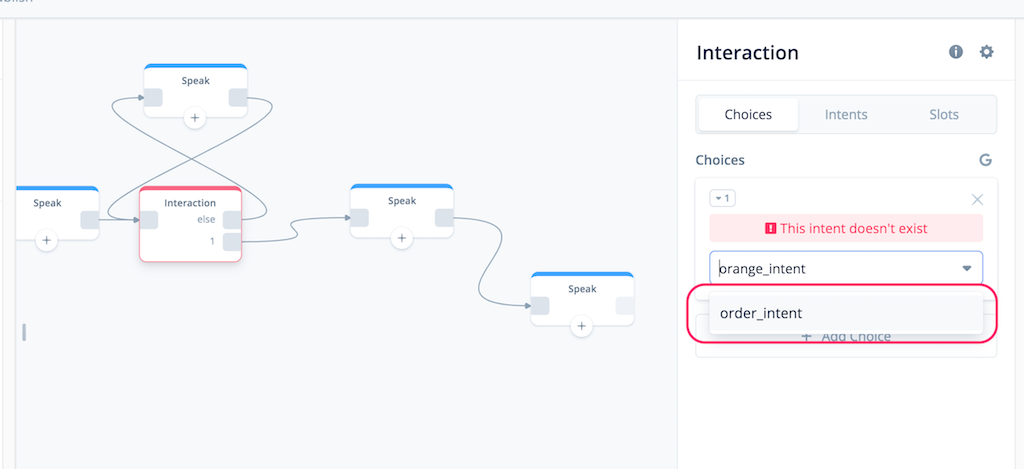 Interaction
Choices
Intents
Slots
Choices
1
This intent doesn't exist
orange_intent
order_intent
+ Add Choice
Speak
+
Speak
+
Interaction
else
1
Speak
+
Speak
+